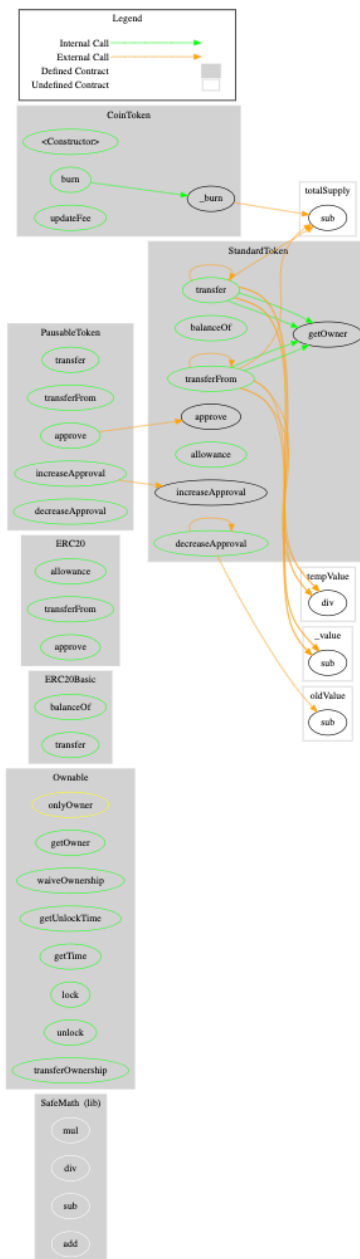 Legend
Internal Call
External Call
Defined Contract
Undefined Contract
CoinToken
<Constructor>
burn
_burn
updateFee
totalSupply
sub
StandardToken
transfer
balanceOf
getOwner
transferFrom
approve
allowance
increaseApproval
decreaseApproval
PausableToken
transfer
transferFrom
approve
increaseApproval
decreaseApproval
tempValue
div
_value
sub
oldValue
sub
ERC20
allowance
transferFrom
approve
ERC20Basic
balanceOf
transfer
Ownable
onlyOwner
getOwner
waiveOwnership
getUnlockTime
getTime
lock
unlock
transferOwnership
SafeMath (lib)
mul
div
sub
add